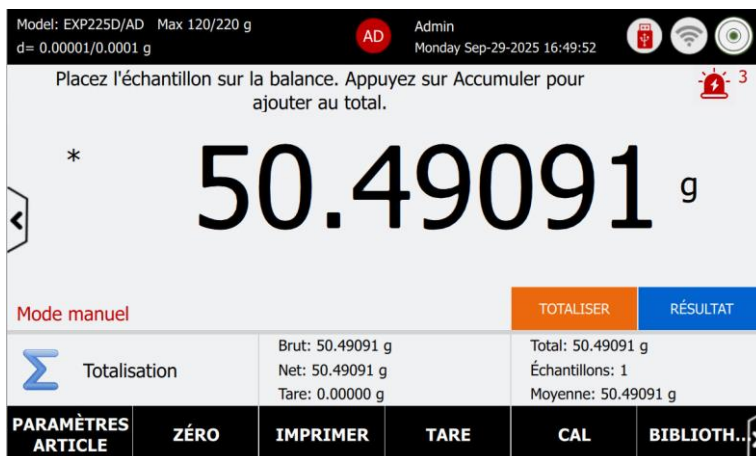 Model: EXP225D/AD Max 120/220 g
d= 0.00001/0.0001 g
AD
Admin
Monday Sep-29-2025 16:49:52
Placez l'échantillon sur la balance. Appuyez sur Accumuler pour
ajouter au total.
3
* 50.49091 g
Mode manuel
TOTALISER
RÉSULTAT
Σ Totalisation
Brut: 50.49091 g
Net: 50.49091 g
Tare: 0.00000 g
Total: 50.49091 g
Échantillons: 1
Moyenne: 50.49091 g
PARAMÈTRES
ARTICLE
ZÉRO
IMPRIMER
TARE
CAL
BIBLIOTH...